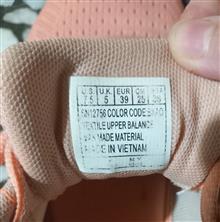 U.S. U.K. EUR CM
7.5 5 39 25
SN12756 COLOR CODE
TEXTILE UPPER BALANCE
MADE MATERIAL
MADE IN VIETNAM